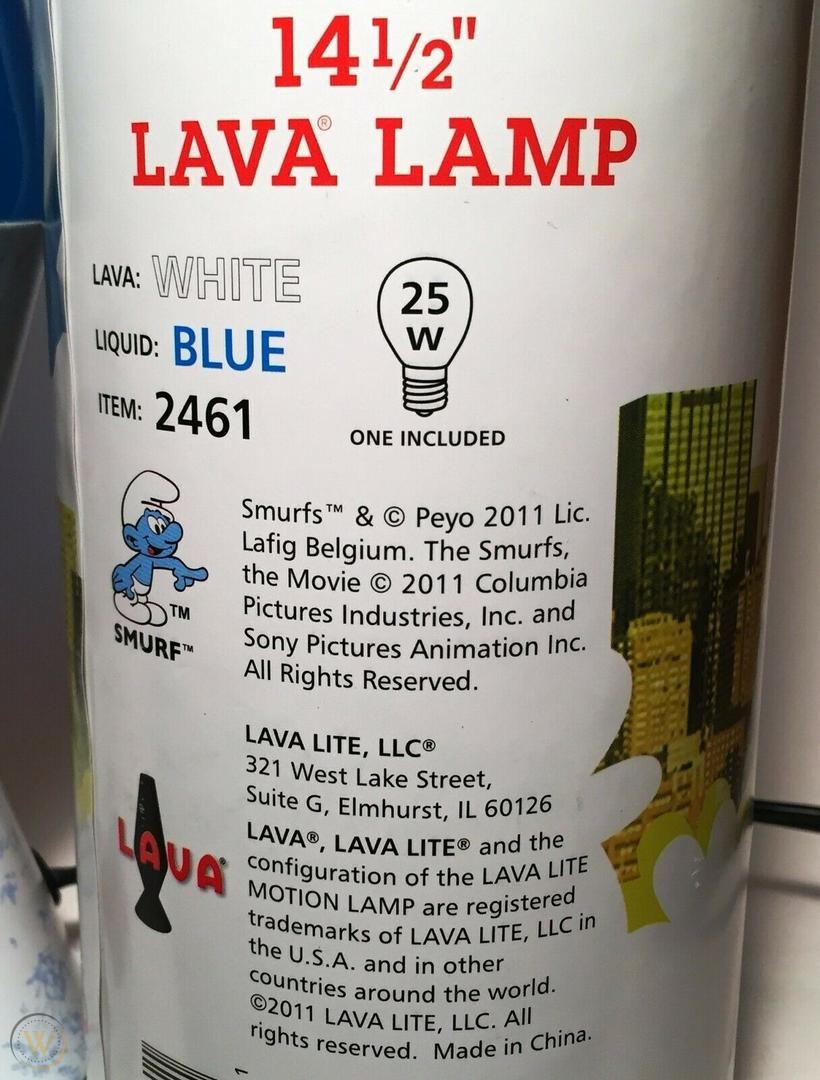 14 1/2"
LAVA® LAMP
LAVA: WHITE
LIQUID: BLUE
ITEM: 2461
25
W
ONE INCLUDED
Smurfs™ & © Peyo 2011 Lic.
Lafig Belgium. The Smurfs,
the Movie © 2011 Columbia
Pictures Industries, Inc. and
Sony Pictures Animation Inc.
All Rights Reserved.
TM
SMURF™
LAVA LITE, LLC®
321 West Lake Street,
Suite G, Elmhurst, IL 60126
LAVA®, LAVA LITE® and the
configuration of the LAVA LITE
MOTION LAMP are registered
trademarks of LAVA LITE, LLC in
the U.S.A. and in other
countries around the world.
©2011 LAVA LITE, LLC. All
rights reserved. Made in China.
LAVA®
1
W